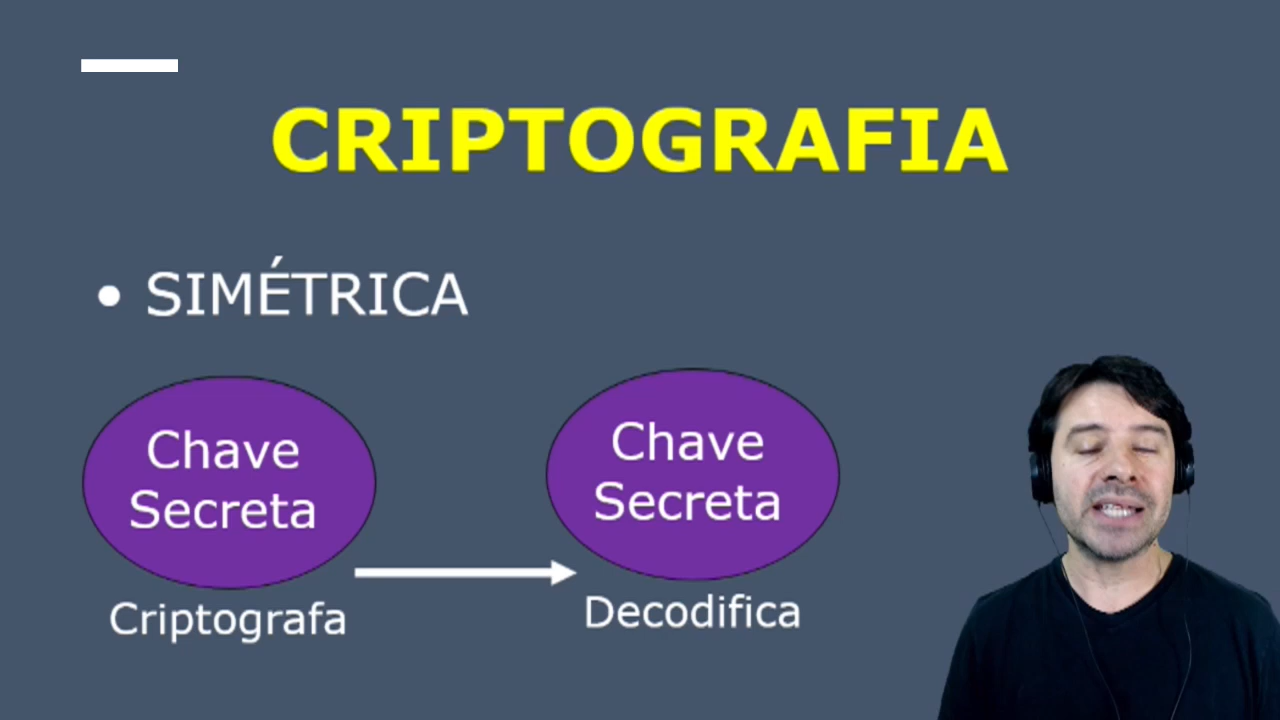 CRIPTOGRAFIA
• SIMÉTRICA
Chave
Secreta
Criptografa
Chave
Secreta
Decodifica